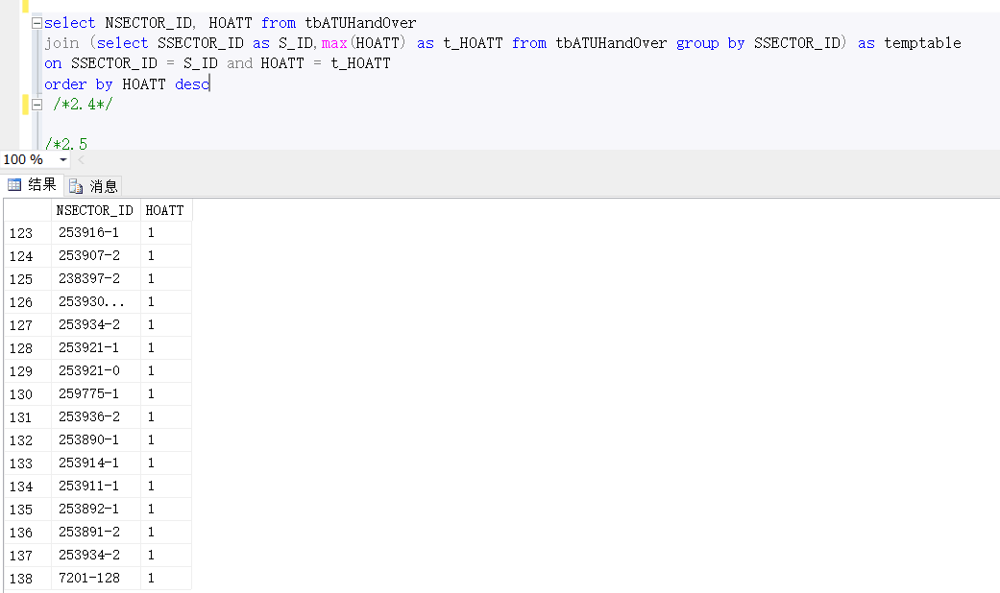 select NSECTOR_ID, HOATT from tbATUHandOver
join (select SSECTOR_ID as S_ID,max(HOATT) as t_HOATT from tbATUHandOver group by SSECTOR_ID) as temptable
on SSECTOR_ID = S_ID and HOATT = t_HOATT
order by HOATT desc
/*2.4*/
/*2.5
100 %
结果 消息
NSECTOR_ID HOATT
123 253916-1 1
124 253907-2 1
125 238397-2 1
126 253930... 1
127 253934-2 1
128 253921-1 1
129 253921-0 1
130 259775-1 1
131 253936-2 1
132 253890-1 1
133 253914-1 1
134 253911-1 1
135 253892-1 1
136 253891-2 1
137 253934-2 1
138 7201-128 1